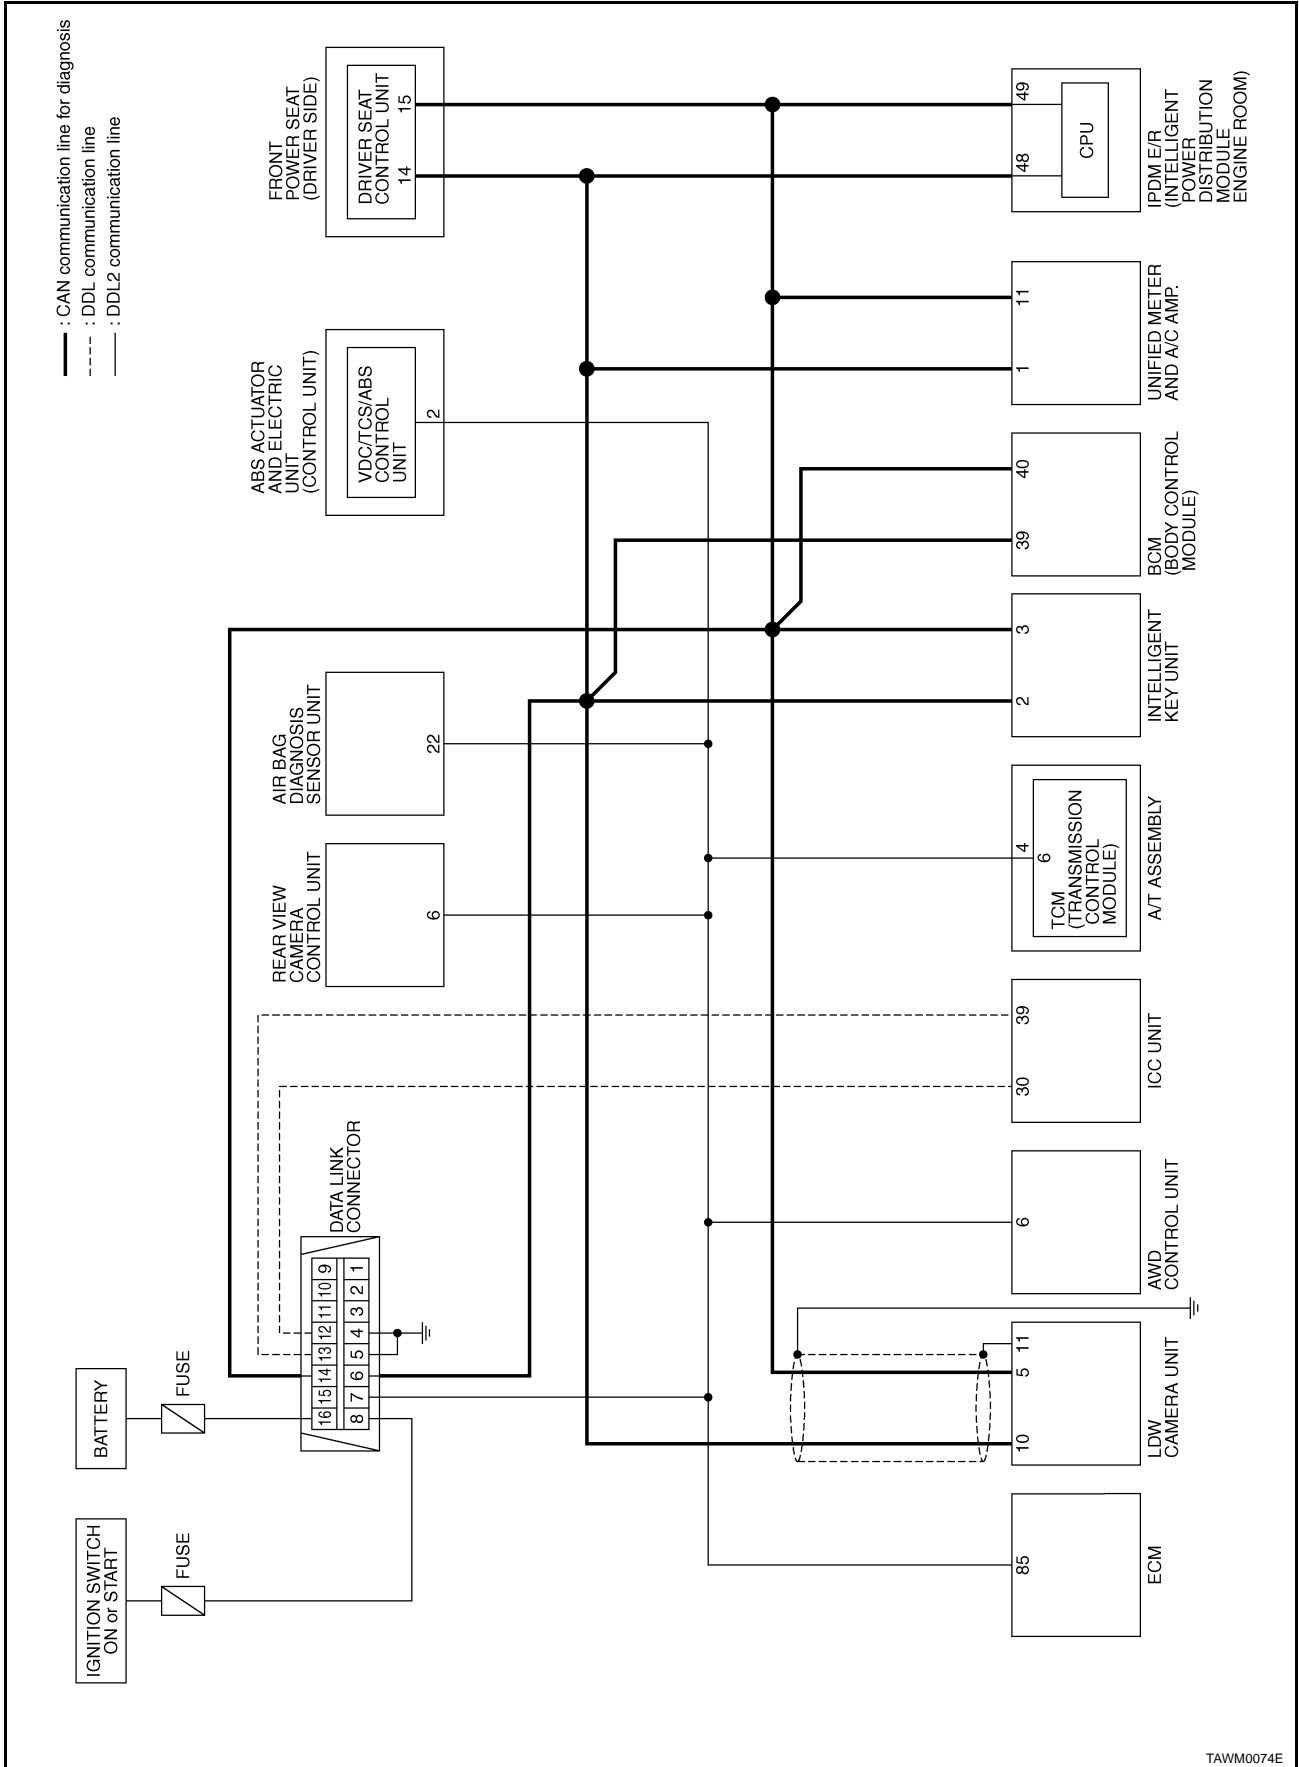 : CAN communication line for diagnosis
: DDL communication line
: DDL2 communication line
IGNITION SWITCH
ON or START
BATTERY
FUSE
FUSE
DATA LINK
CONNECTOR
16 15 14 13 12 11 10 9
8 7 6 5 4 3 2 1
REAR VIEW
CAMERA
CONTROL UNIT
6
AIR BAG
DIAGNOSIS
SENSOR UNIT
22
ABS ACTUATOR
AND ELECTRIC
UNIT
(CONTROL UNIT)
VDC/TCS/ABS
CONTROL
UNIT
2
FRONT
POWER SEAT
(DRIVER SIDE)
DRIVER SEAT
CONTROL UNIT
14 15
85
ECM
10 5 11
LDW
CAMERA UNIT
6
AWD
CONTROL UNIT
30 39
ICC UNIT
4
6
TCM
(TRANSMISSION
CONTROL
MODULE)
A/T ASSEMBLY
2 3
INTELLIGENT
KEY UNIT
39 40
BCM
(BODY CONTROL
MODULE)
1 11
UNIFIED METER
AND A/C AMP.
48 49
CPU
IPDM E/R
(INTELLIGENT
POWER
DISTRIBUTION
MODULE
ENGINE ROOM)
TAWM0074E